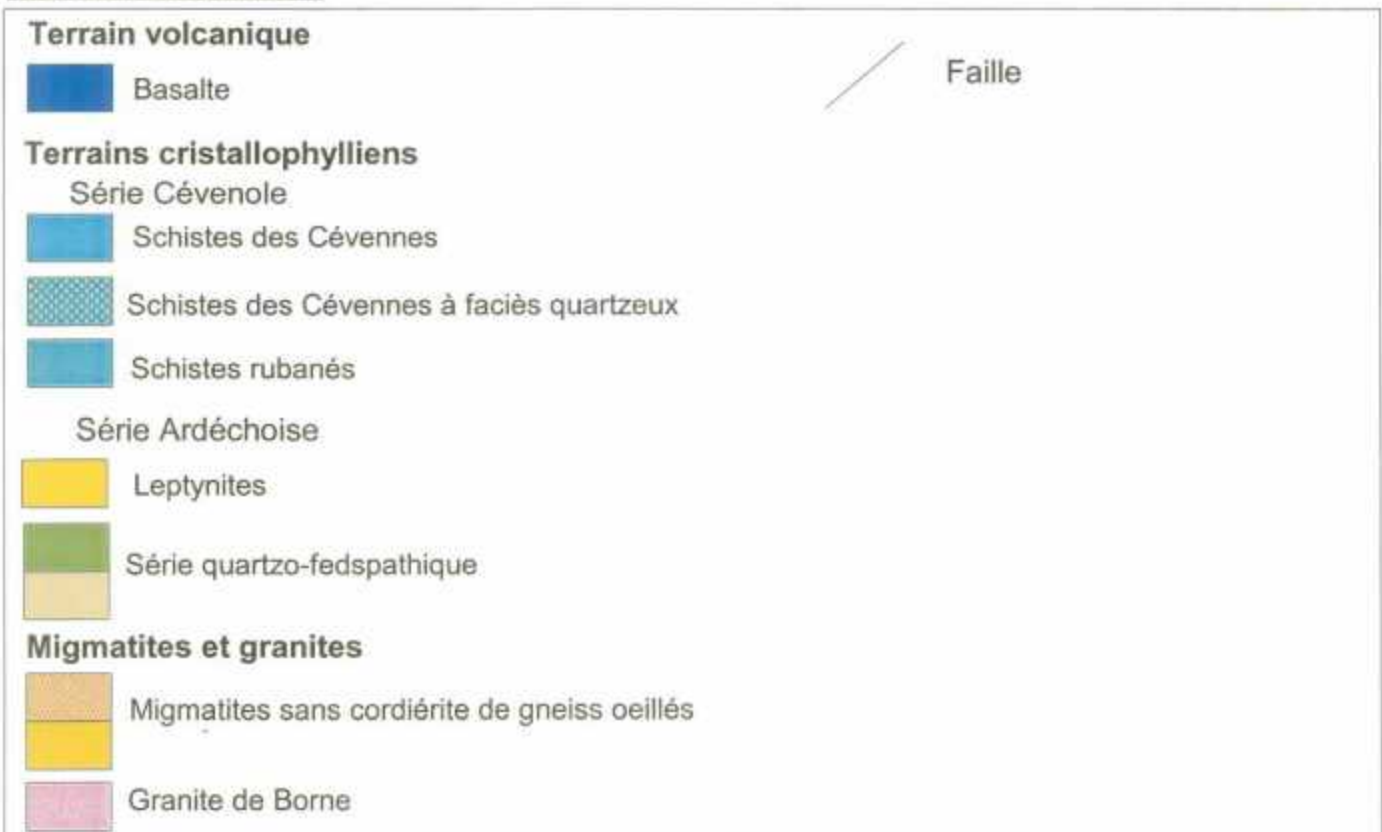 Terrain volcanique
Basalte
Faille
Terrains cristallophylliens
Série Cévenole
Schistes des Cévennes
Schistes des Cévennes à faciès quartzeux
Schistes rubanés
Série Ardéchoise
Leptynites
Série quartzo-fedspathique
Migmatites et granites
Migmatites sans cordiérite de gneiss oeillés
Granite de Borne